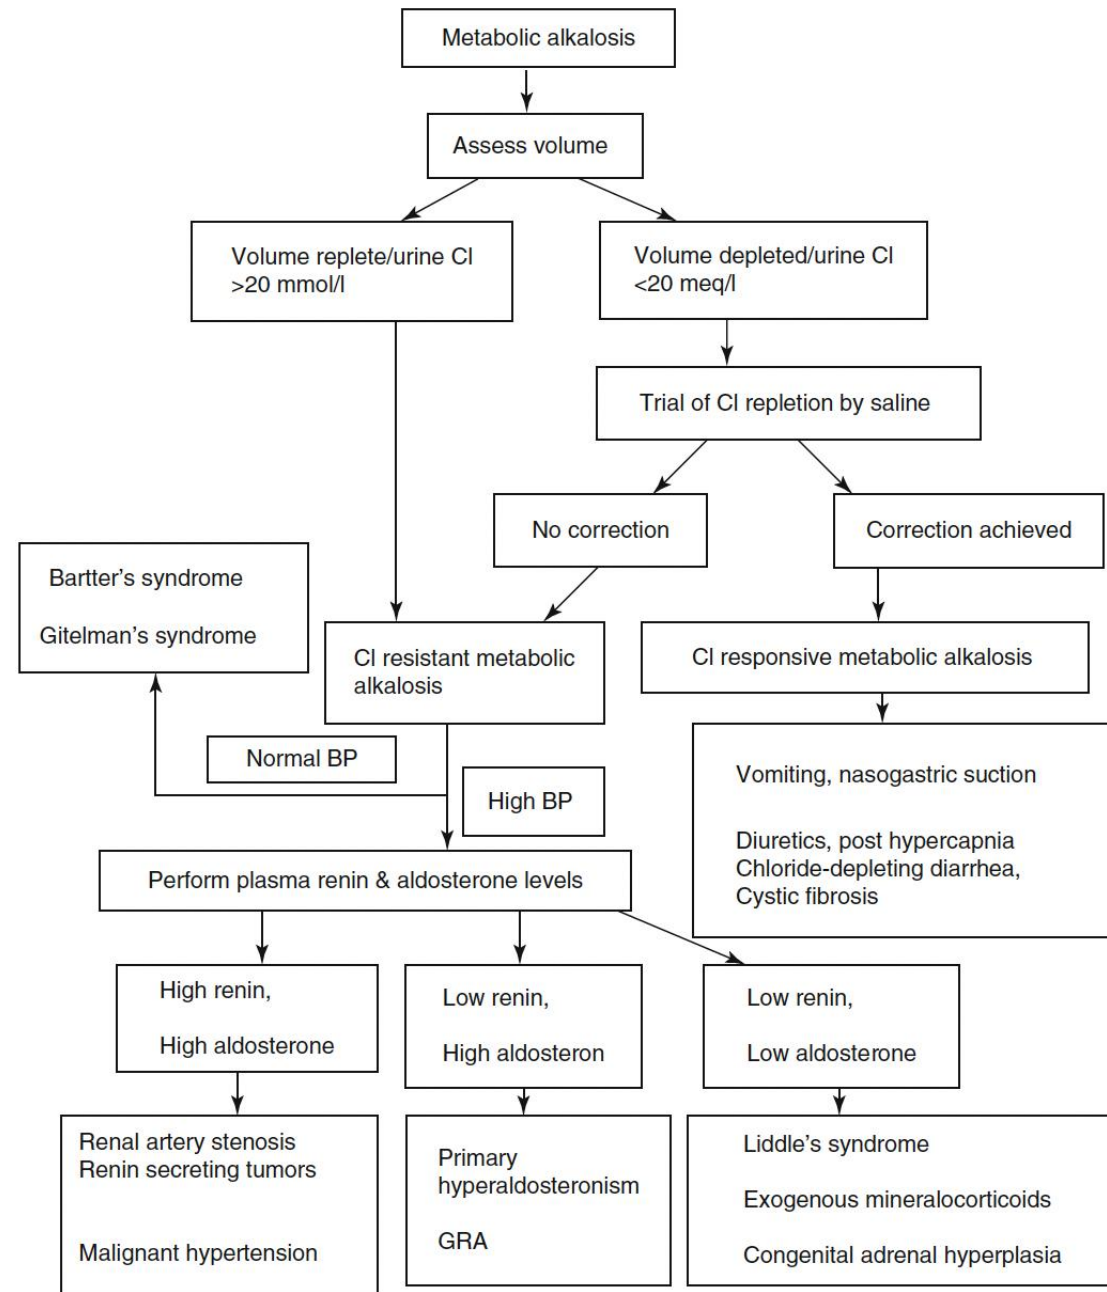 Metabolic alkalosis
Assess volume
Volume replete/urine Cl
>20 mmol/l
Volume depleted/urine Cl
<20 meq/l
Trial of Cl repletion by saline
No correction
Correction achieved
Bartter's syndrome
Gitelman's syndrome
Cl resistant metabolic
alkalosis
Cl responsive metabolic alkalosis
Normal BP
High BP
Vomiting, nasogastric suction
Diuretics, post hypercapnia
Chloride-depleting diarrhea,
Cystic fibrosis
Perform plasma renin & aldosterone levels
High renin,
High aldosterone
Low renin,
High aldosteron
Low renin,
Low aldosterone
Renal artery stenosis
Renin secreting tumors
Malignant hypertension
Primary
hyperaldosteronism
GRA
Liddle's syndrome
Exogenous mineralocorticoids
Congenital adrenal hyperplasia